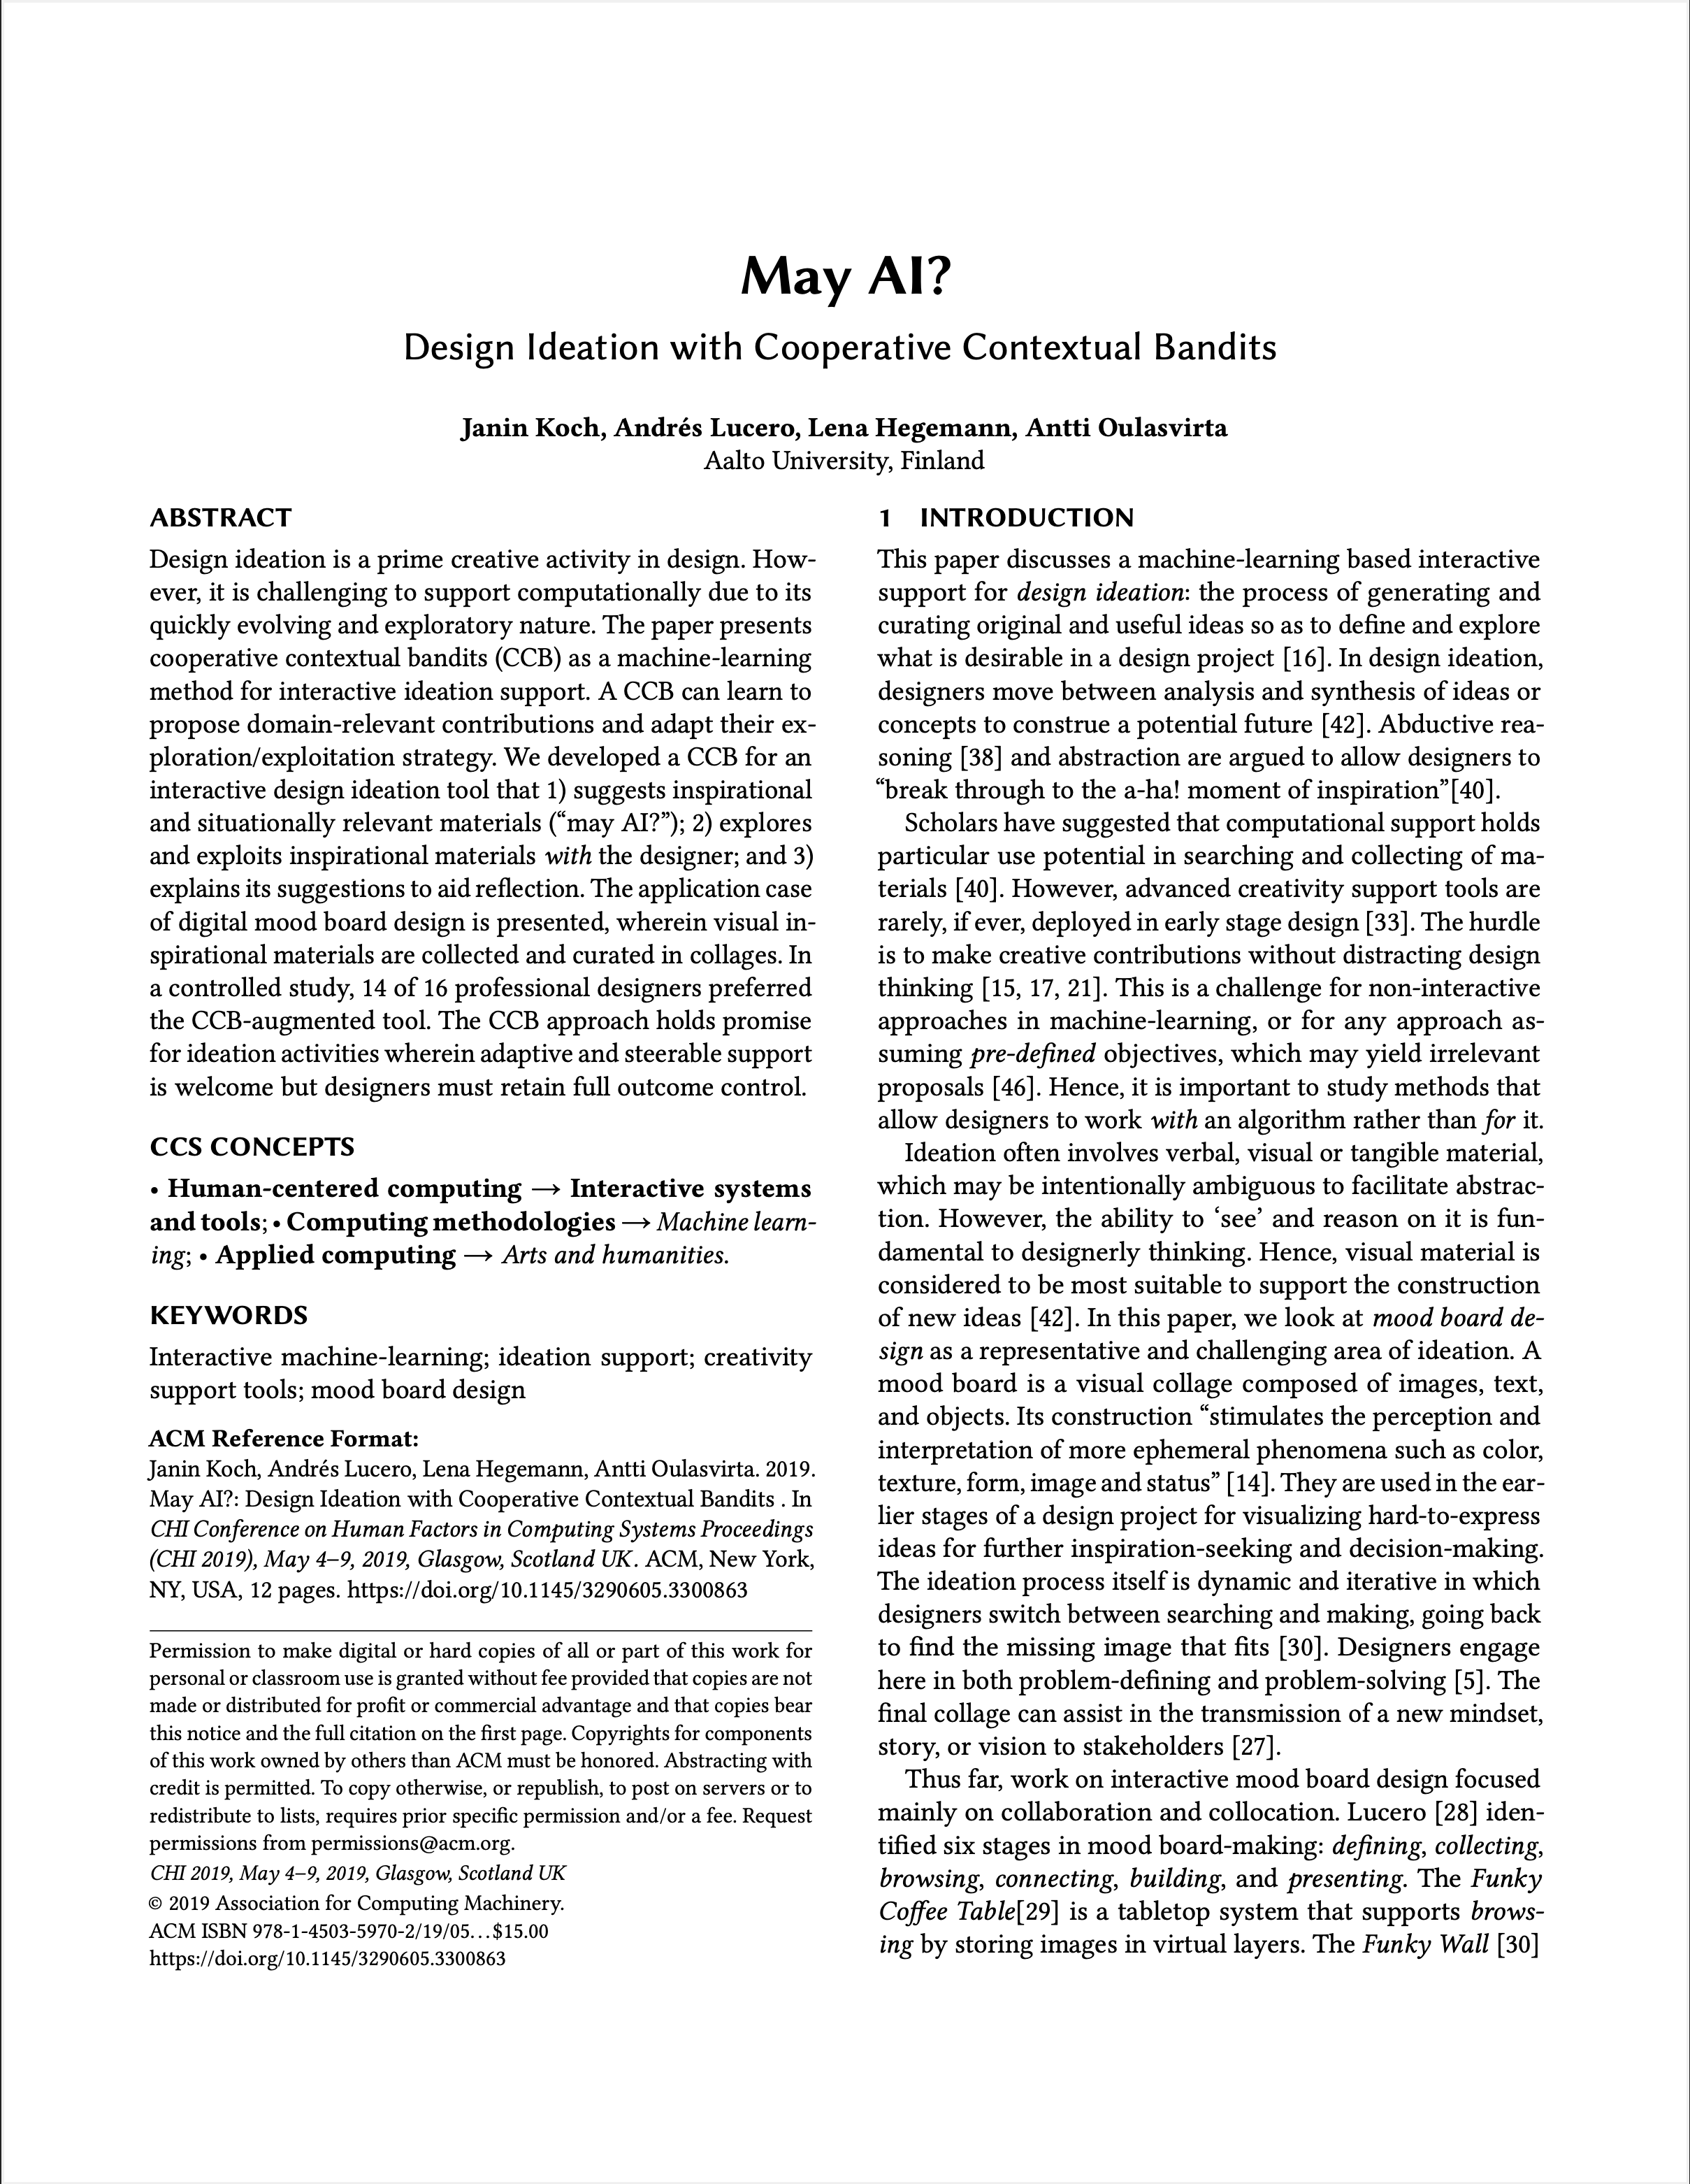 May AI?
Design Ideation with Cooperative Contextual Bandits
Janin Koch, Andrés Lucero, Lena Hegemann, Antti Oulasvirta
Aalto University, Finland
ABSTRACT
Design ideation is a prime creative activity in design. How-
ever, it is challenging to support computationally due to its
quickly evolving and exploratory nature. The paper presents
cooperative contextual bandits (CCB) as a machine-learning
method for interactive ideation support. A CCB can learn to
propose domain-relevant contributions and adapt their ex-
ploration/exploitation strategy. We developed a CCB for an
interactive design ideation tool that 1) suggests inspirational
and situationally relevant materials (“may AI?”); 2) explores
and exploits inspirational materials with the designer; and 3)
explains its suggestions to aid reflection. The application case
of digital mood board design is presented, wherein visual in-
spirational materials are collected and curated in collages. In
a controlled study, 14 of 16 professional designers preferred
the CCB-augmented tool. The CCB approach holds promise
for ideation activities wherein adaptive and steerable support
is welcome but designers must retain full outcome control.
CCS CONCEPTS
• Human-centered computing → Interactive systems
and tools; • Computing methodologies → Machine learn-
ing; • Applied computing → Arts and humanities.
KEYWORDS
Interactive machine-learning; ideation support; creativity
support tools; mood board design
ACM Reference Format:
Janin Koch, Andrés Lucero, Lena Hegemann, Antti Oulasvirta. 2019.
May AI?: Design Ideation with Cooperative Contextual Bandits . In
CHI Conference on Human Factors in Computing Systems Proceedings
(CHI 2019), May 4–9, 2019, Glasgow, Scotland UK. ACM, New York,
NY, USA, 12 pages. https://doi.org/10.1145/3290605.3300863
Permission to make digital or hard copies of all or part of this work for
personal or classroom use is granted without fee provided that copies are not
made or distributed for profit or commercial advantage and that copies bear
this notice and the full citation on the first page. Copyrights for components
of this work owned by others than ACM must be honored. Abstracting with
credit is permitted. To copy otherwise, or republish, to post on servers or to
redistribute to lists, requires prior specific permission and/or a fee. Request
permissions from permissions@acm.org.
CHI 2019, May 4–9, 2019, Glasgow, Scotland UK
© 2019 Association for Computing Machinery.
ACM ISBN 978-1-4503-5970-2/19/05…$15.00
https://doi.org/10.1145/3290605.3300863
1 INTRODUCTION
This paper discusses a machine-learning based interactive
support for design ideation: the process of generating and
curating original and useful ideas so as to define and explore
what is desirable in a design project [16]. In design ideation,
designers move between analysis and synthesis of ideas or
concepts to construe a potential future [42]. Abductive rea-
soning [38] and abstraction are argued to allow designers to
“break through to the a-ha! moment of inspiration”[40].
Scholars have suggested that computational support holds
particular use potential in searching and collecting of ma-
terials [40]. However, advanced creativity support tools are
rarely, if ever, deployed in early stage design [33]. The hurdle
is to make creative contributions without distracting design
thinking [15, 17, 21]. This is a challenge for non-interactive
approaches in machine-learning, or for any approach as-
suming pre-defined objectives, which may yield irrelevant
proposals [46]. Hence, it is important to study methods that
allow designers to work with an algorithm rather than for it.
Ideation often involves verbal, visual or tangible material,
which may be intentionally ambiguous to facilitate abstrac-
tion. However, the ability to ‘see’ and reason on it is fun-
damental to designerly thinking. Hence, visual material is
considered to be most suitable to support the construction
of new ideas [42]. In this paper, we look at mood board de-
sign as a representative and challenging area of ideation. A
mood board is a visual collage composed of images, text,
and objects. Its construction “stimulates the perception and
interpretation of more ephemeral phenomena such as color,
texture, form, image and status” [14]. They are used in the ear-
lier stages of a design project for visualizing hard-to-express
ideas for further inspiration-seeking and decision-making.
The ideation process itself is dynamic and iterative in which
designers switch between searching and making, going back
to find the missing image that fits [30]. Designers engage
here in both problem-defining and problem-solving [5]. The
final collage can assist in the transmission of a new mindset,
story, or vision to stakeholders [27].
Thus far, work on interactive mood board design focused
mainly on collaboration and collocation. Lucero [28] iden-
tified six stages in mood board-making: defining, collecting,
browsing, connecting, building, and presenting. The Funky
Coffee Table[29] is a tabletop system that supports brows-
ing by storing images in virtual layers. The Funky Wall [30]